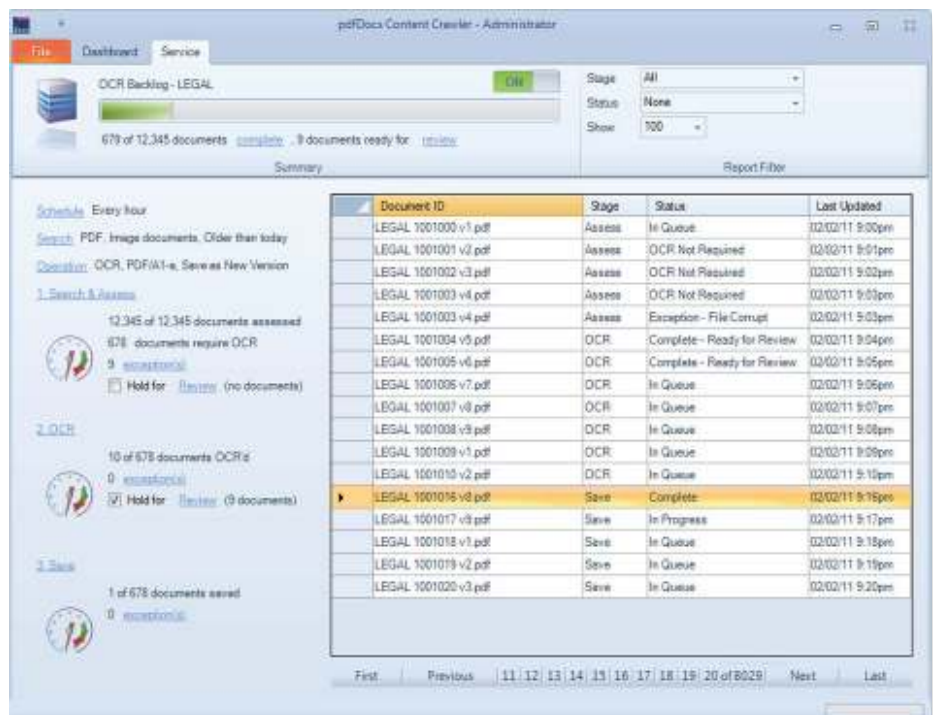 pdfDocs Content Crawler - Administrator
File Dashboard Service
OCR Backlog - LEGAL ON
678 of 12,345 documents complete , 9 documents ready for review
Summary
Stage All
Status None
Show 100
Report Filter
Schedule Every hour
Search PDF, Image documents, Older than today
Operation OCR, PDF/A1-a, Save as New Version
1. Search & Assess
12,345 of 12,345 documents assessed
678 documents require OCR
9 exception(s)
Hold for Review (no documents)
2. OCR
10 of 678 documents OCR'd
0 exception(s)
Hold for Review (9 documents)
3. Save
1 of 678 documents saved
0 exception(s)
Document ID Stage Status Last Updated
LEGAL 1001000 v1.pdf Assess In Queue 02/02/11 9:00pm
LEGAL 1001001 v2.pdf Assess OCR Not Required 02/02/11 9:01pm
LEGAL 1001002 v3.pdf Assess OCR Not Required 02/02/11 9:02pm
LEGAL 1001003 v4.pdf Assess OCR Not Required 02/02/11 9:03pm
LEGAL 1001003 v4.pdf Assess Exception - File Corrupt 02/02/11 9:03pm
LEGAL 1001004 v5.pdf OCR Complete - Ready for Review 02/02/11 9:04pm
LEGAL 1001005 v6.pdf OCR Complete - Ready for Review 02/02/11 9:05pm
LEGAL 1001006 v7.pdf OCR In Queue 02/02/11 9:06pm
LEGAL 1001007 v8.pdf OCR In Queue 02/02/11 9:07pm
LEGAL 1001008 v9.pdf OCR In Queue 02/02/11 9:08pm
LEGAL 1001009 v1.pdf OCR In Queue 02/02/11 9:09pm
LEGAL 1001010 v2.pdf OCR In Queue 02/02/11 9:10pm
LEGAL 1001016 v8.pdf Save Complete 02/02/11 9:16pm
LEGAL 1001017 v9.pdf Save In Progress 02/02/11 9:17pm
LEGAL 1001018 v1.pdf Save In Queue 02/02/11 9:18pm
LEGAL 1001019 v2.pdf Save In Queue 02/02/11 9:19pm
LEGAL 1001020 v3.pdf Save In Queue 02/02/11 9:20pm
First Previous 11 12 13 14 15 16 17 18 19 20 of 8029 Next Last